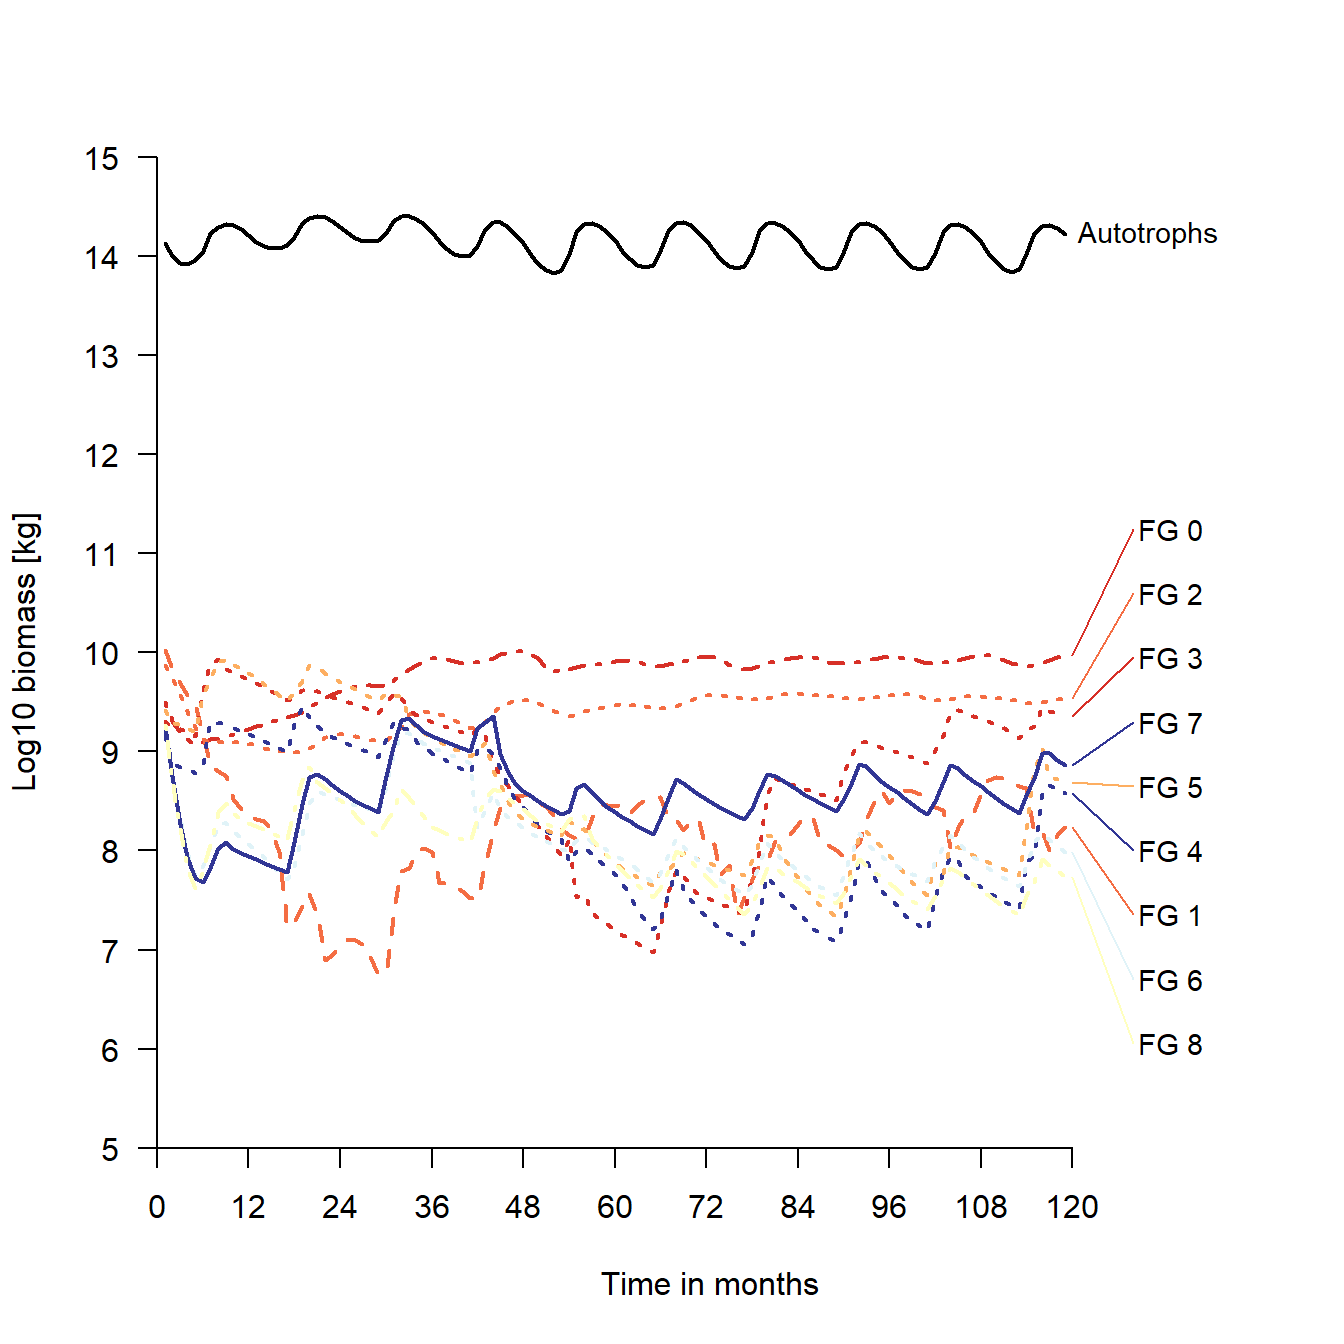 15
14
13
12
11
10
9
8
7
6
5
Log10 biomass [kg]
Autotrophs
FG 0
FG 2
FG 3
FG 7
FG 5
FG 4
FG 1
FG 6
FG 8
0 12 24 36 48 60 72 84 96 108 120
Time in months